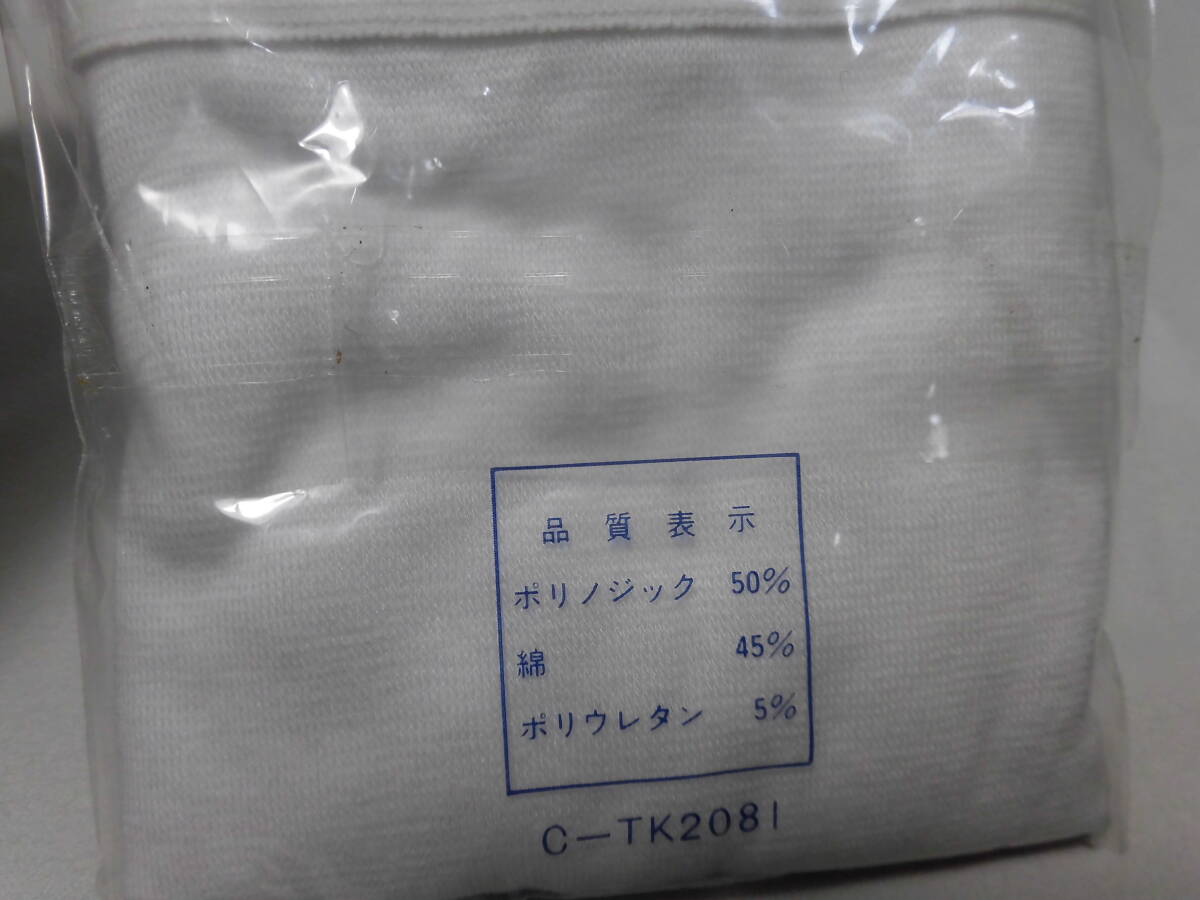 品質表示
ポリノジック 50%
綿 45%
ポリウレタン 5%
C-TK2081